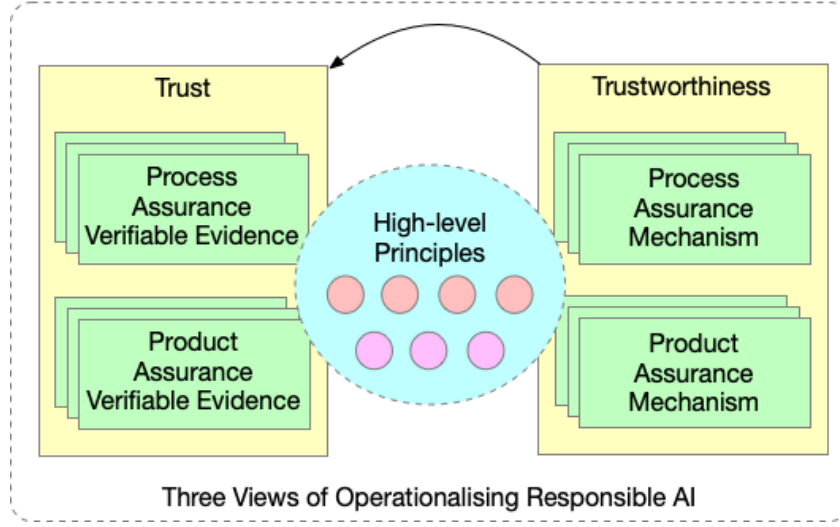 Trust
Process
Assurance
Verifiable Evidence
Product
Assurance
Verifiable Evidence
High-level
Principles
Trustworthiness
Process
Assurance
Mechanism
Product
Assurance
Mechanism
Three Views of Operationalising Responsible AI